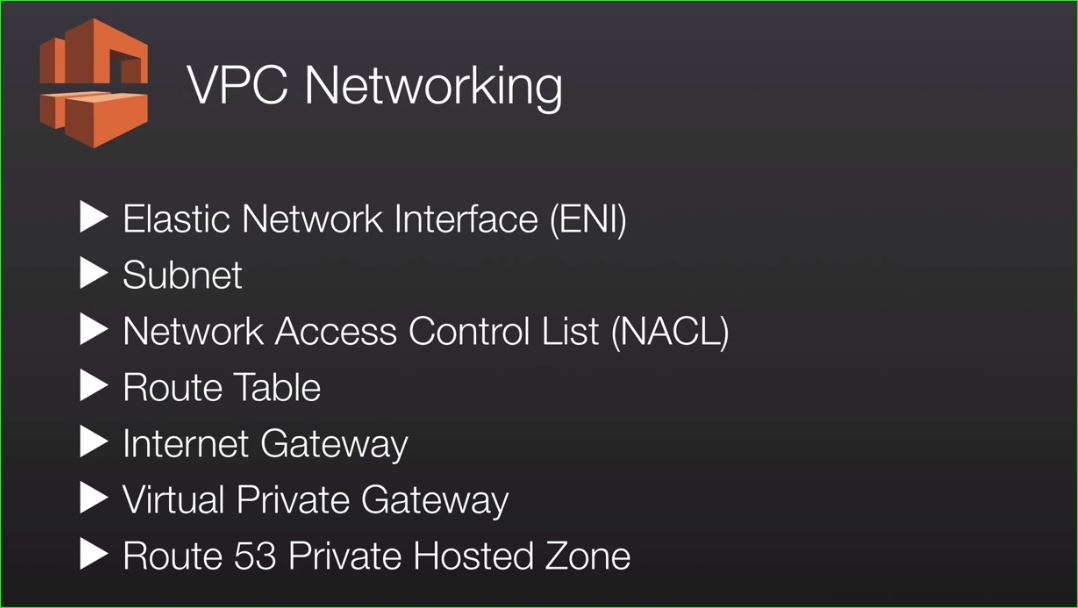 VPC Networking
Elastic Network Interface (ENI)
Subnet
Network Access Control List (NACL)
Route Table
Internet Gateway
Virtual Private Gateway
Route 53 Private Hosted Zone